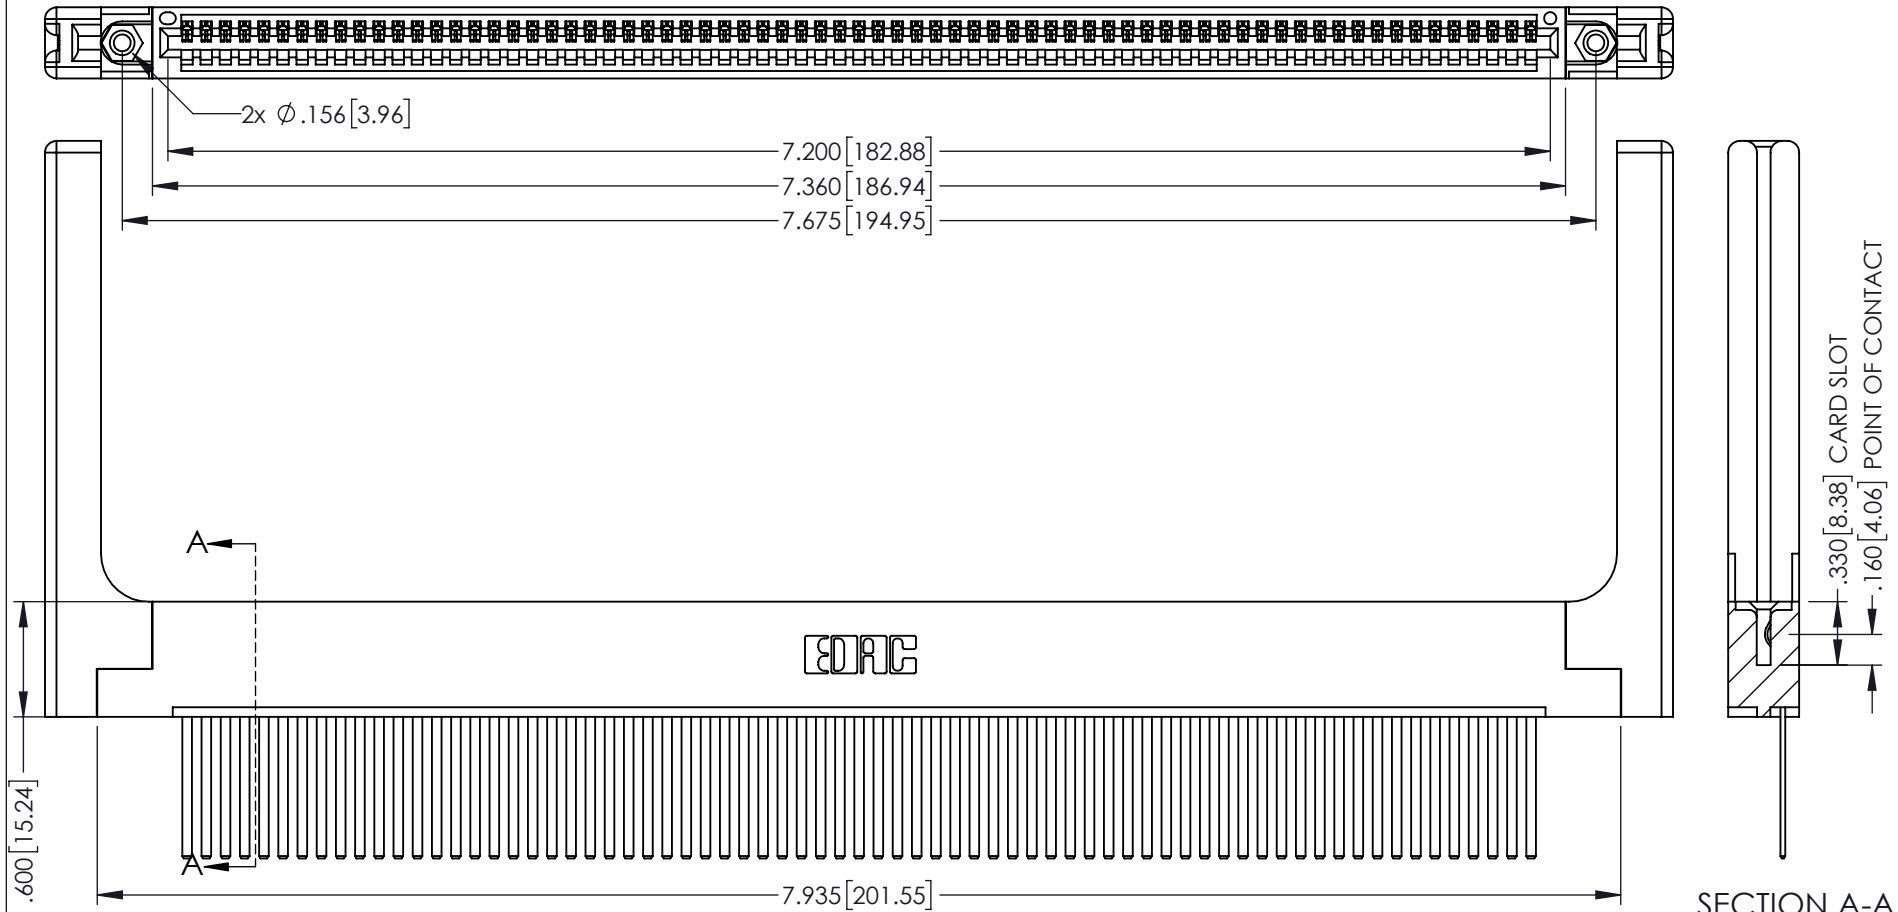 2x Ø.156[3.96]
7.200[182.88]
7.360[186.94]
7.675[194.95]
.330[8.38] CARD SLOT
.160[4.06] POINT OF CONTACT
A
EDAC
A
.600[15.24]
7.935[201.55]
SECTION A-A